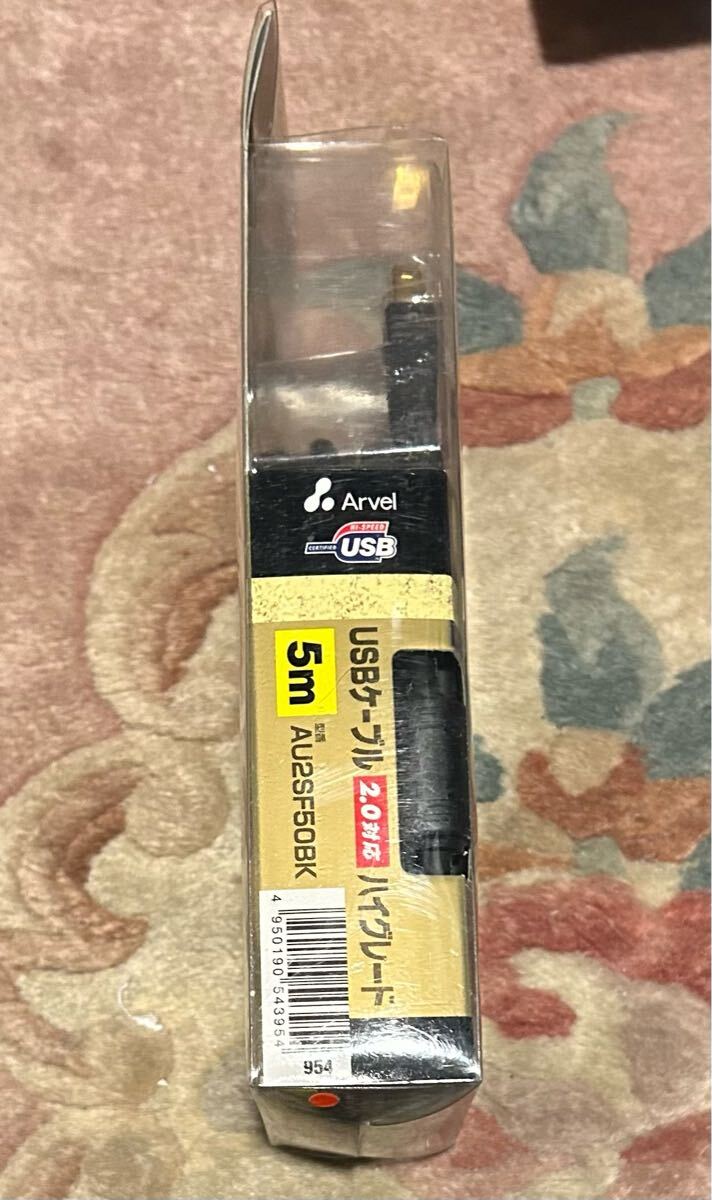 Arvel
HI-SPEED
CERTIFIED
USB
USBケーブル 2.0対応 ハイグレード
5m
型番 AU2SF50BK
4 950190 543954
954